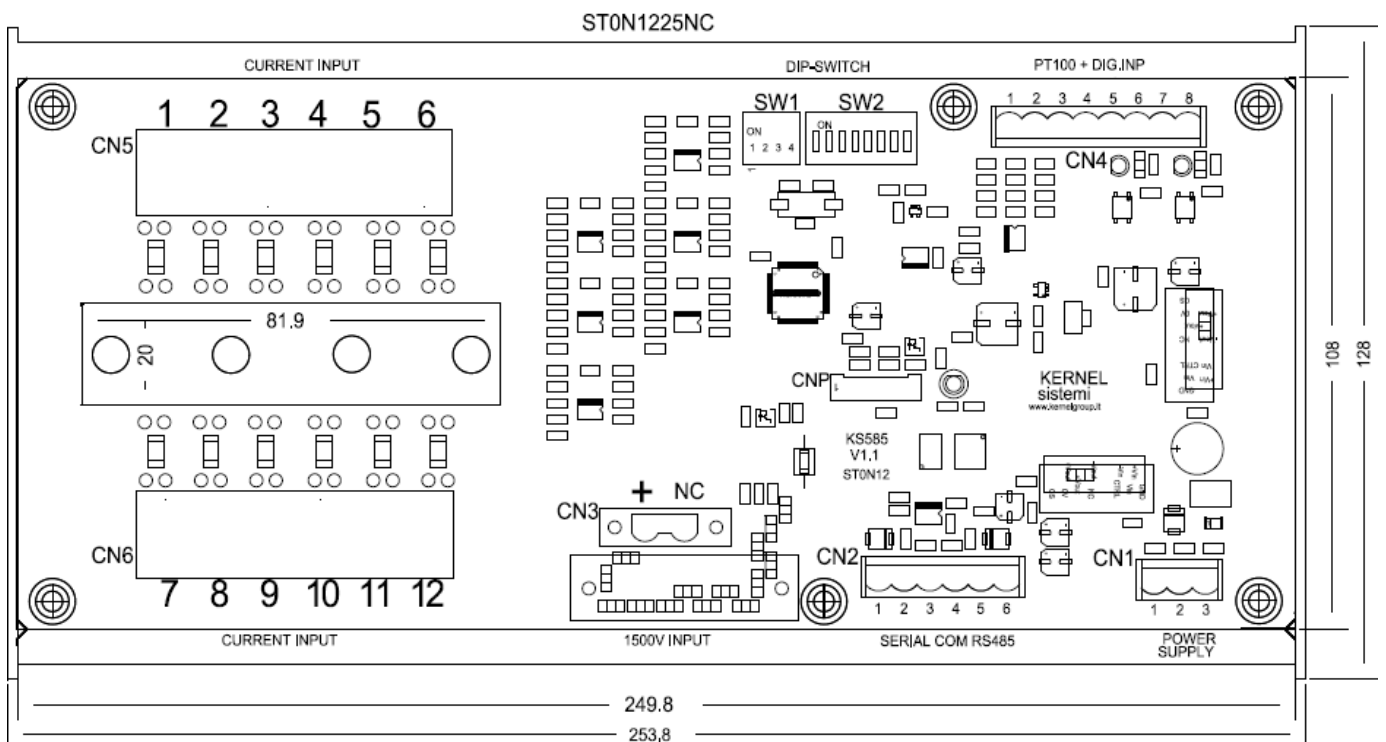 ST0N1225NC
CURRENT INPUT
DIP-SWITCH
PT100 + DIG.INP
1 2 3 4 5 6
CN5
SW1
SW2
ON
1 2 3 4
1
ON
1 2 3 4 5 6 7 8
CN4
81.9
20
108
128
CNP
1
KERNEL
sistemi
www.kernelgroup.it
KS585
V1.1
ST0N12
+ NC
CN3
CN6
7 8 9 10 11 12
CN2
1 2 3 4 5 6
CN1
1 2 3
CURRENT INPUT
1500V INPUT
SERIAL COM RS485
POWER
SUPPLY
249.8
253,8